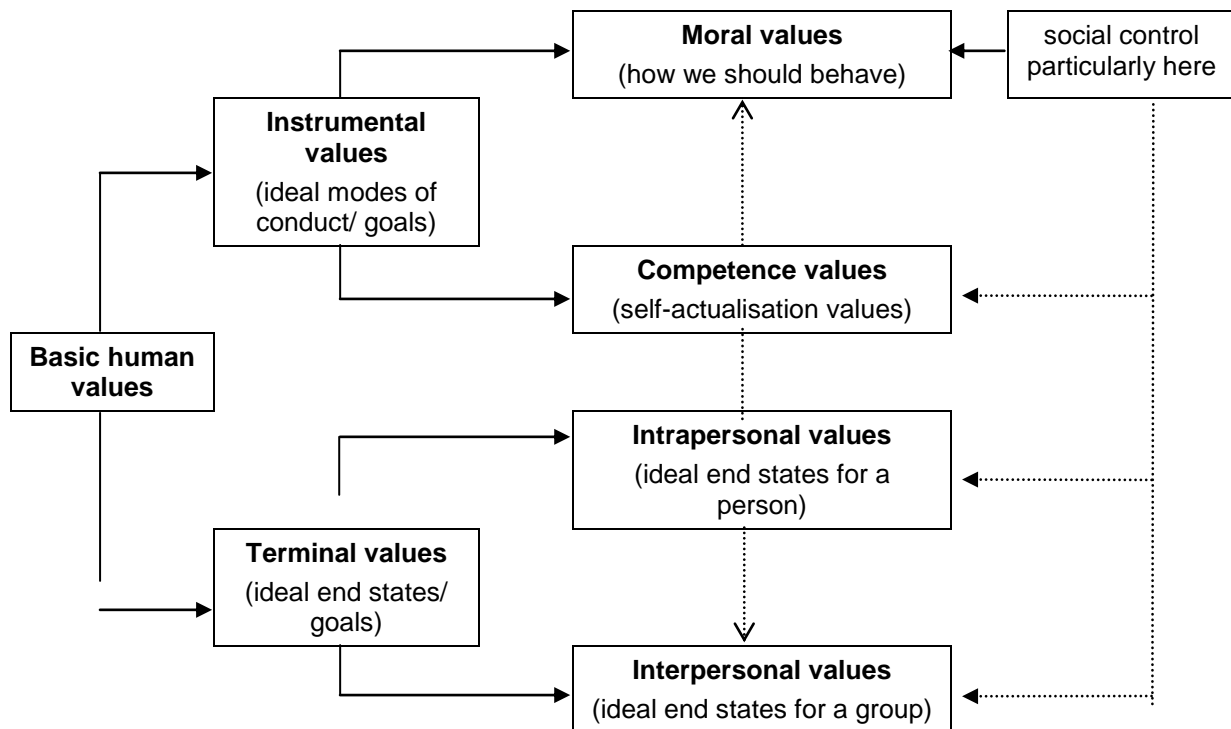 Moral values
(how we should behave)
social control
particularly here
Instrumental
values
(ideal modes of
conduct/ goals)
Competence values
(self-actualisation values)
Basic human
values
Intrapersonal values
(ideal end states for a
person)
Terminal values
(ideal end states/
goals)
Interpersonal values
(ideal end states for a group)